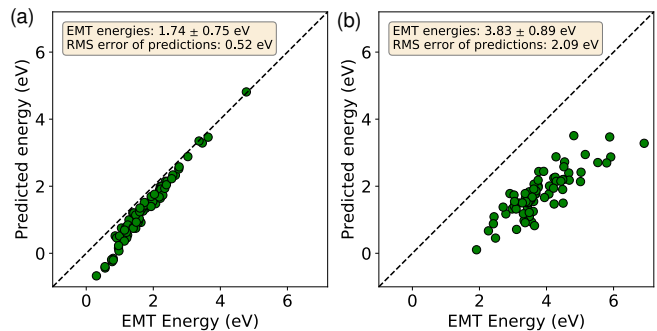 (a)
EMT energies: 1.74 ± 0.75 eV
RMS error of predictions: 0.52 eV
Predicted energy (eV)
6
4
2
0
0 2 4 6
EMT Energy (eV)
(b)
EMT energies: 3.83 ± 0.89 eV
RMS error of predictions: 2.09 eV
Predicted energy (eV)
6
4
2
0
0 2 4 6
EMT Energy (eV)